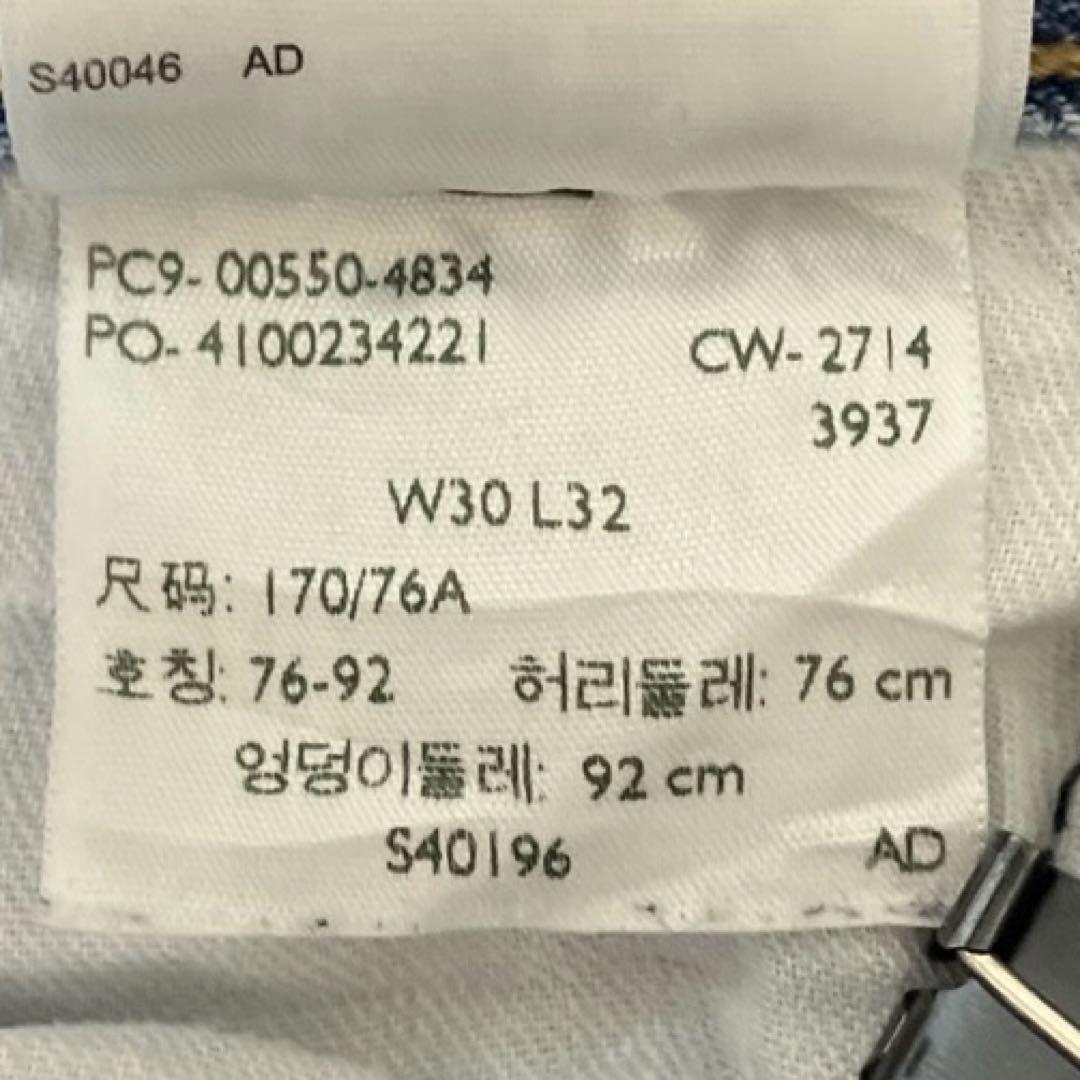 S40046 AD
PC9- 00550-4834
PO- 4100234221 CW- 2714
3937
W30 L32
尺码: 170/76A
호칭: 76-92 허리둘레: 76 cm
엉덩이둘레: 92 cm
S40196 AD